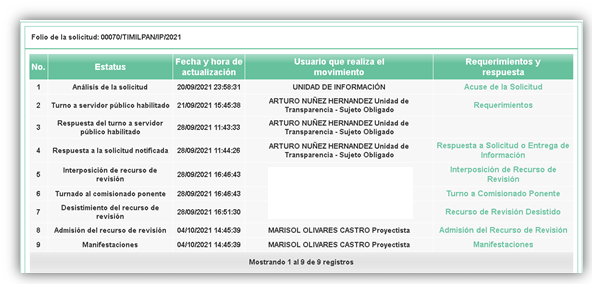 Folio de la solicitud: 00070/TIMILPAN/IP/2021
No. Estatus Fecha y hora de actualización Usuario que realiza el movimiento Requerimientos y respuesta
1 Análisis de la solicitud 20/09/2021 23:58:31 UNIDAD DE INFORMACIÓN Acuse de la Solicitud
2 Turno a servidor público habilitado 21/09/2021 15:45:38 ARTURO NUÑEZ HERNANDEZ Unidad de Transparencia - Sujeto Obligado Requerimientos
3 Respuesta del turno a servidor público habilitado 28/09/2021 11:43:33 ARTURO NUÑEZ HERNANDEZ Unidad de Transparencia - Sujeto Obligado
4 Respuesta a la solicitud notificada 28/09/2021 11:44:26 ARTURO NUÑEZ HERNANDEZ Unidad de Transparencia - Sujeto Obligado Respuesta a Solicitud o Entrega de Información
5 Interposición de recurso de revisión 28/09/2021 16:46:43 Interposición de Recurso de Revisión
6 Turnado al comisionado ponente 28/09/2021 16:46:43 Turno a Comisionado Ponente
7 Desistimiento del recurso de revisión 28/09/2021 16:51:30 Recurso de Revisión Desistido
8 Admisión del recurso de revisión 04/10/2021 14:45:39 MARISOL OLIVARES CASTRO Proyectista Admisión del Recurso de Revisión
9 Manifestaciones 04/10/2021 14:45:39 MARISOL OLIVARES CASTRO Proyectista Manifestaciones
Mostrando 1 al 9 de 9 registros